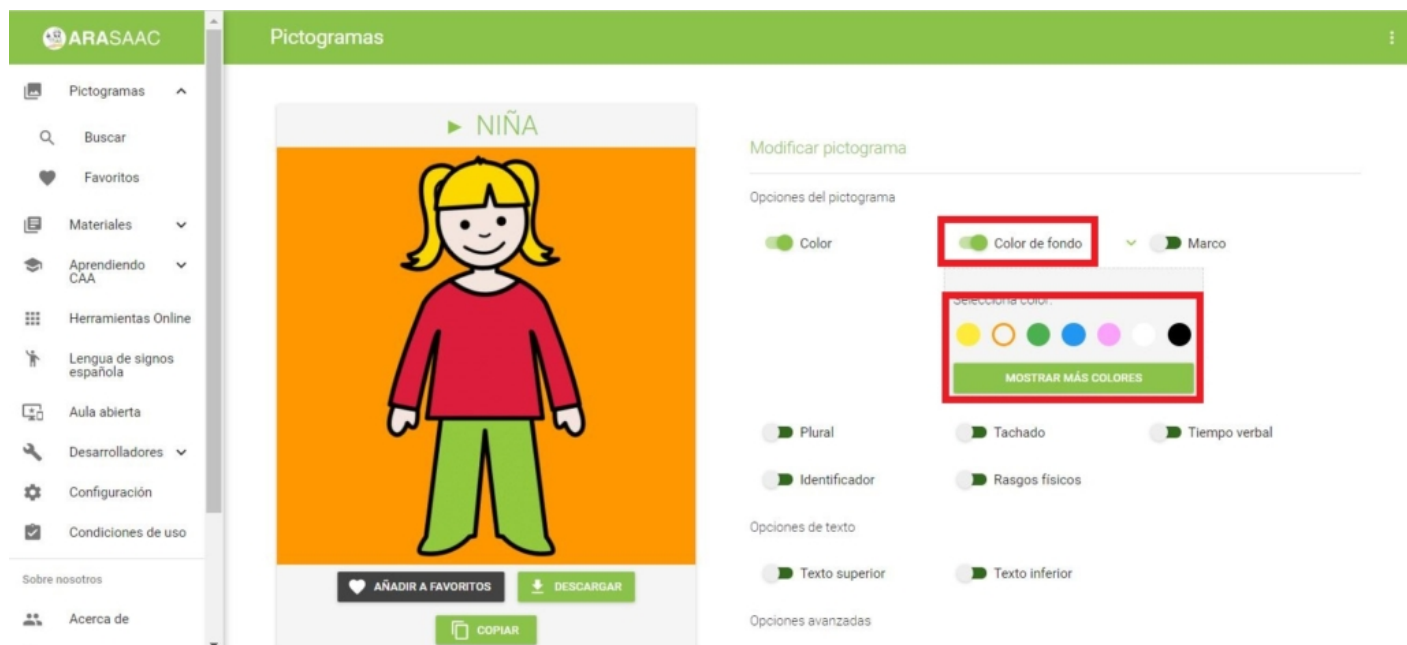 ARASAAC
Pictogramas
Pictogramas
Buscar
Favoritos
Materiales
Aprendiendo
CAA
Herramientas Online
Lengua de signos
española
Aula abierta
Desarrolladores
Configuración
Condiciones de uso
Sobre nosotros
Acerca de
NIÑA
AÑADIR A FAVORITOS
DESCARGAR
COPIAR
Modificar pictograma
Opciones del pictograma
Color
Color de fondo
Marco
Selecciona color:
MOSTRAR MÁS COLORES
Plural
Tachado
Tiempo verbal
Identificador
Rasgos físicos
Opciones de texto
Texto superior
Texto inferior
Opciones avanzadas